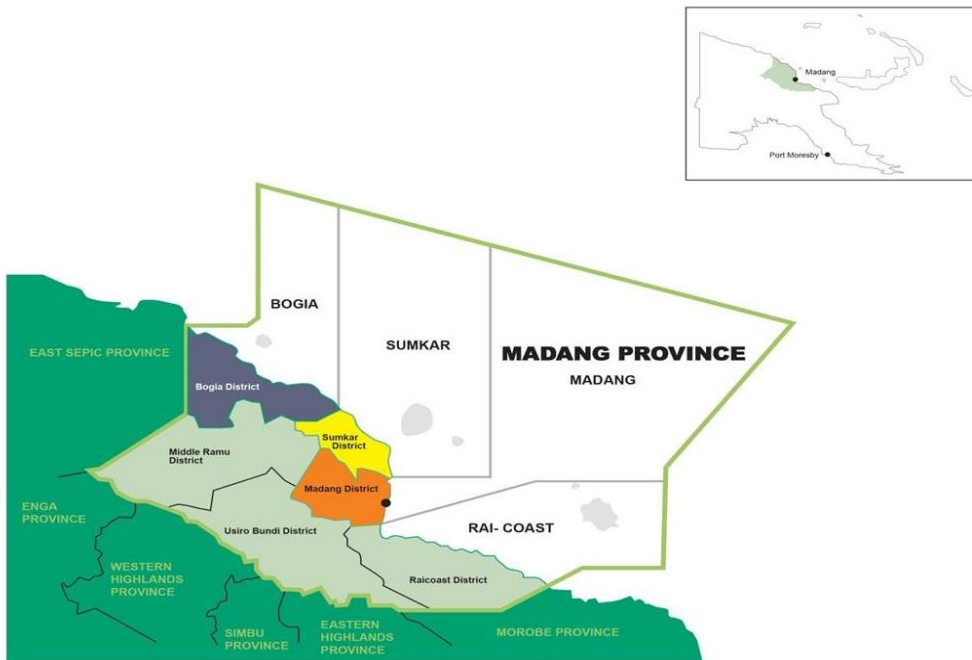 Madang
Port Moresby
BOGIA
SUMKAR
MADANG PROVINCE
MADANG
EAST SEPIC PROVINCE
Bogia District
Sumkar
District
Middle Ramu
District
Madang District
ENGA
PROVINCE
Usiro Bundi District
RAI- COAST
WESTERN
HIGHLANDS
PROVINCE
Raicoast District
SIMBU
PROVINCE
EASTERN
HIGHLANDS
PROVINCE
MOROBE PROVINCE